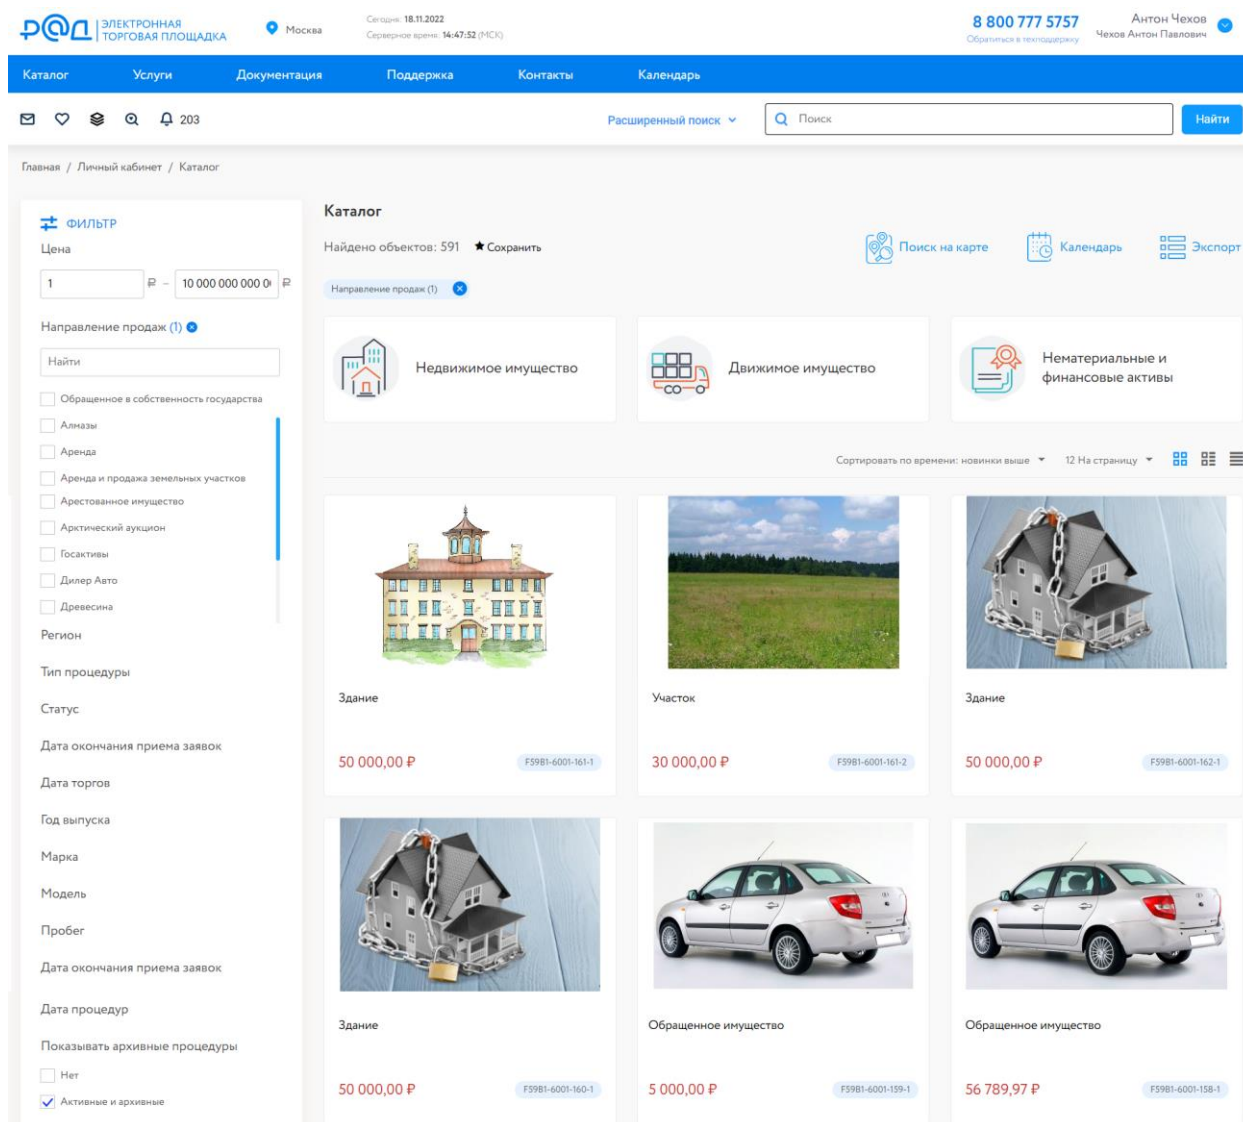 РАД
ЭЛЕКТРОННАЯ
ТОРГОВАЯ ПЛОЩАДКА
Москва
Сегодня: 18.11.2022
Серверное время: 14:47:52 (МСК)
8 800 777 5757
Обратиться в техподдержку
Антон Чехов
Чехов Антон Павлович
Каталог Услуги Документация Поддержка Контакты Календарь
203
Расширенный поиск
Поиск
Найти
Главная / Личный кабинет / Каталог
ФИЛЬТР
Цена
1 ₽ – 10 000 000 000 0 ₽
Направление продаж (1)
Найти
Обращенное в собственность государства
Алмазы
Аренда
Аренда и продажа земельных участков
Арестованное имущество
Арктический аукцион
Госактивы
Дилер Авто
Древесина
Регион
Тип процедуры
Статус
Дата окончания приема заявок
Дата торгов
Год выпуска
Марка
Модель
Пробег
Дата окончания приема заявок
Дата процедур
Показывать архивные процедуры
Нет
Активные и архивные
Каталог
Найдено объектов: 591 ★ Сохранить
Поиск на карте
Календарь
Экспорт
Направление продаж (1)
Недвижимое имущество
Движимое имущество
Нематериальные и
финансовые активы
Сортировать по времени: новинки выше
12 На страницу
Здание
50 000,00 ₽ F59B1-6001-161-1
Участок
30 000,00 ₽ F59B1-6001-161-2
Здание
50 000,00 ₽ F59B1-6001-162-1
Здание
50 000,00 ₽ F59B1-6001-160-1
Обращенное имущество
5 000,00 ₽ F59B1-6001-159-1
Обращенное имущество
56 789,97 ₽ F59B1-6001-158-1